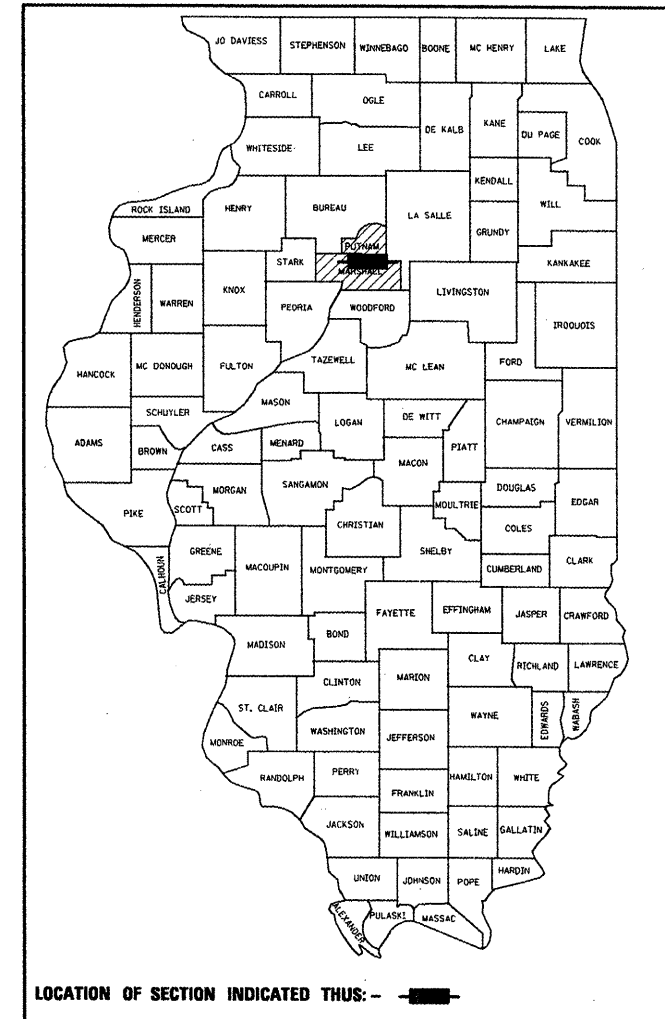 JO DAVIESS STEPHENSON WINNEBAGO BOONE MC HENRY LAKE
CARROLL OGLE DE KALB KANE DU PAGE COOK
WHITESIDE LEE
KENDALL WILL
ROCK ISLAND HENRY BUREAU LA SALLE GRUNDY
MERCER PUTNAM
STARK MARSHALL KANKAKEE
HENDERSON WARREN KNOX PEORIA WOODFORD LIVINGSTON IROQUOIS
HANCOCK MC DONOUGH FULTON TAZEWELL MC LEAN FORD
SCHUYLER MASON LOGAN DE WITT CHAMPAIGN VERMILION
ADAMS BROWN CASS MENARD MACON PIATT
PIKE SCOTT MORGAN SANGAMON CHRISTIAN MOULTRIE DOUGLAS EDGAR
COLES
CALHOUN GREENE MACOUPIN MONTGOMERY SHELBY CUMBERLAND CLARK
JERSEY FAYETTE EFFINGHAM JASPER CRAWFORD
MADISON BOND
CLINTON MARION CLAY RICHLAND LAWRENCE
ST. CLAIR WASHINGTON JEFFERSON WAYNE EDWARDS WABASH
MONROE
RANDOLPH PERRY FRANKLIN HAMILTON WHITE
JACKSON WILLIAMSON SALINE GALLATIN
UNION JOHNSON POPE HARDIN
ALEXANDER PULASKI MASSAC
LOCATION OF SECTION INDICATED THUS: -